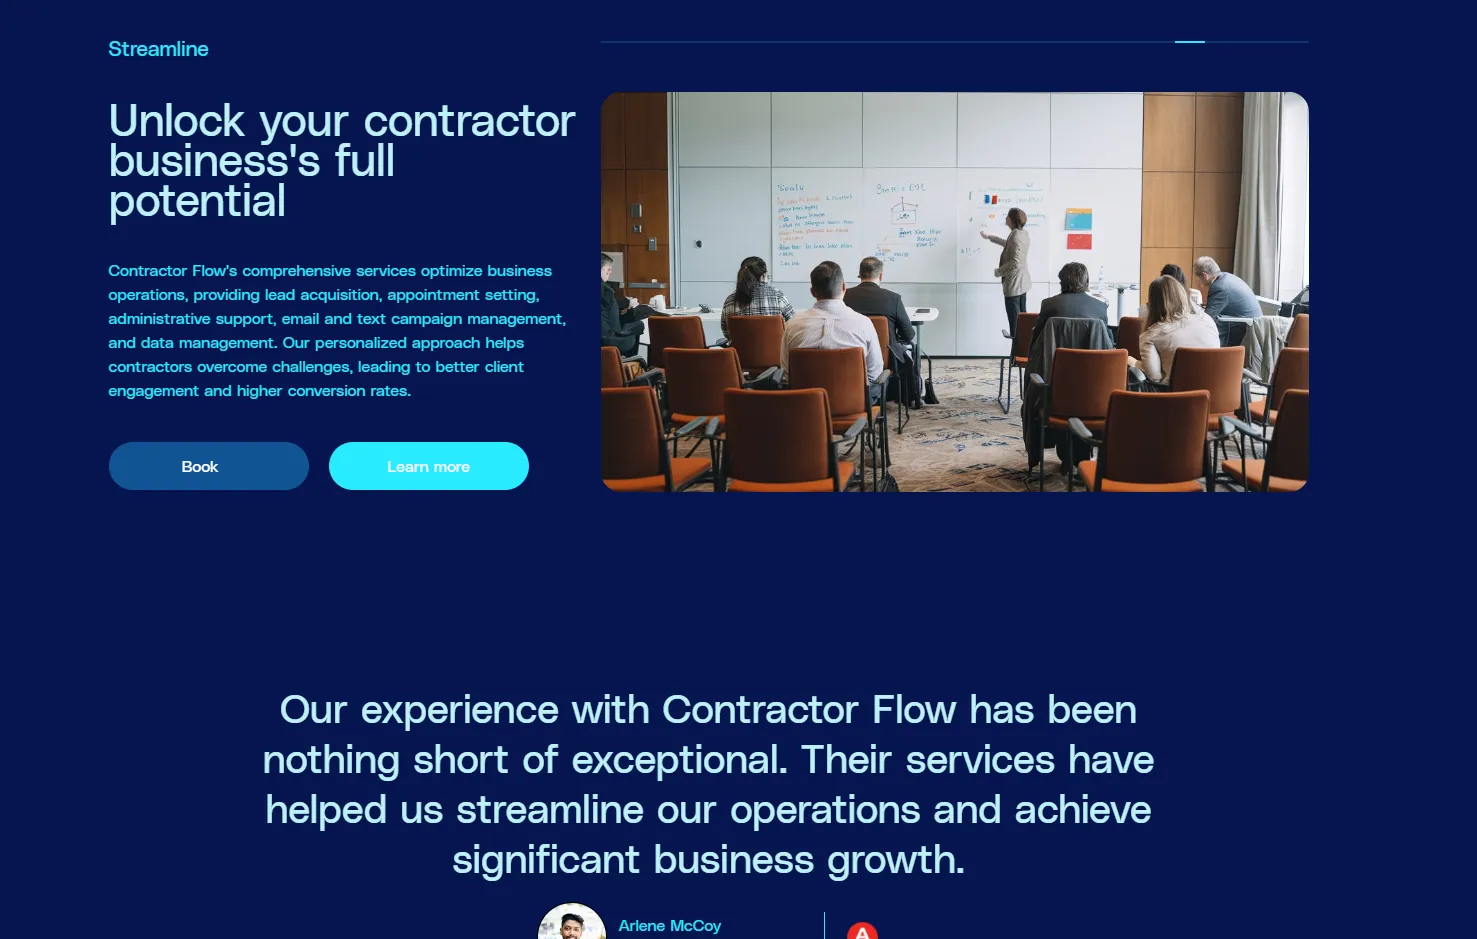 Streamline
Unlock your contractor
business's full
potential
Contractor Flow's comprehensive services optimize business
operations, providing lead acquisition, appointment setting,
administrative support, email and text campaign management,
and data management. Our personalized approach helps
contractors overcome challenges, leading to better client
engagement and higher conversion rates.
Book
Learn more
Our experience with Contractor Flow has been
nothing short of exceptional. Their services have
helped us streamline our operations and achieve
significant business growth.
Arlene McCoy
A